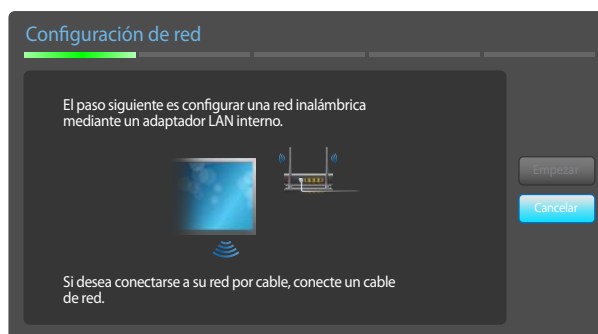 Configuración de red
El paso siguiente es configurar una red inalámbrica
mediante un adaptador LAN interno.
Empezar
Cancelar
Si desea conectarse a su red por cable, conecte un cable
de red.